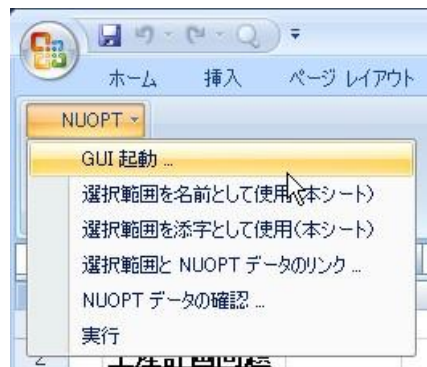 ホーム 挿入 ページ レイアウト
NUOPT
GUI 起動 ...
選択範囲を名前として使用(本シート)
選択範囲を添字として使用(本シート)
選択範囲と NUOPT データのリンク ...
NUOPT データの確認 ...
実行
2